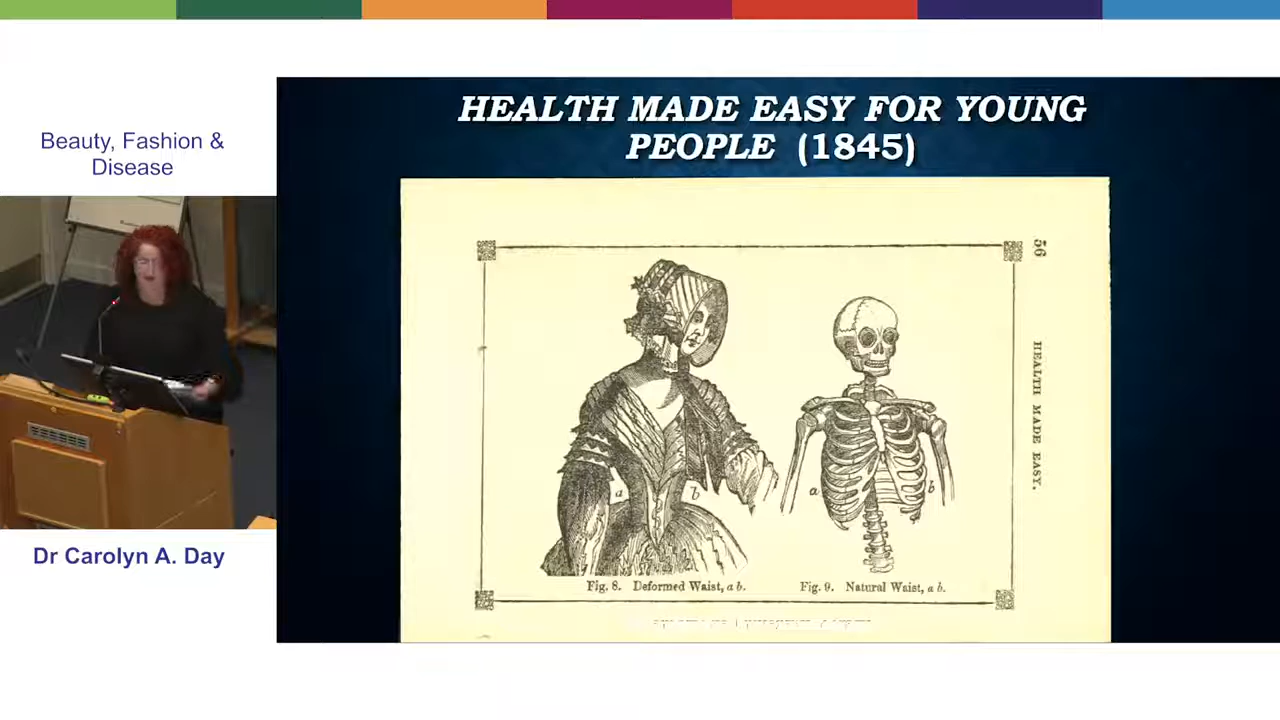 Beauty, Fashion &
Disease
Dr Carolyn A. Day
HEALTH MADE EASY FOR YOUNG
PEOPLE (1845)
56
HEALTH MADE EASY.
a
b
a
b
Fig. 8. Deformed Waist, a b.
Fig. 9. Natural Waist, a b.